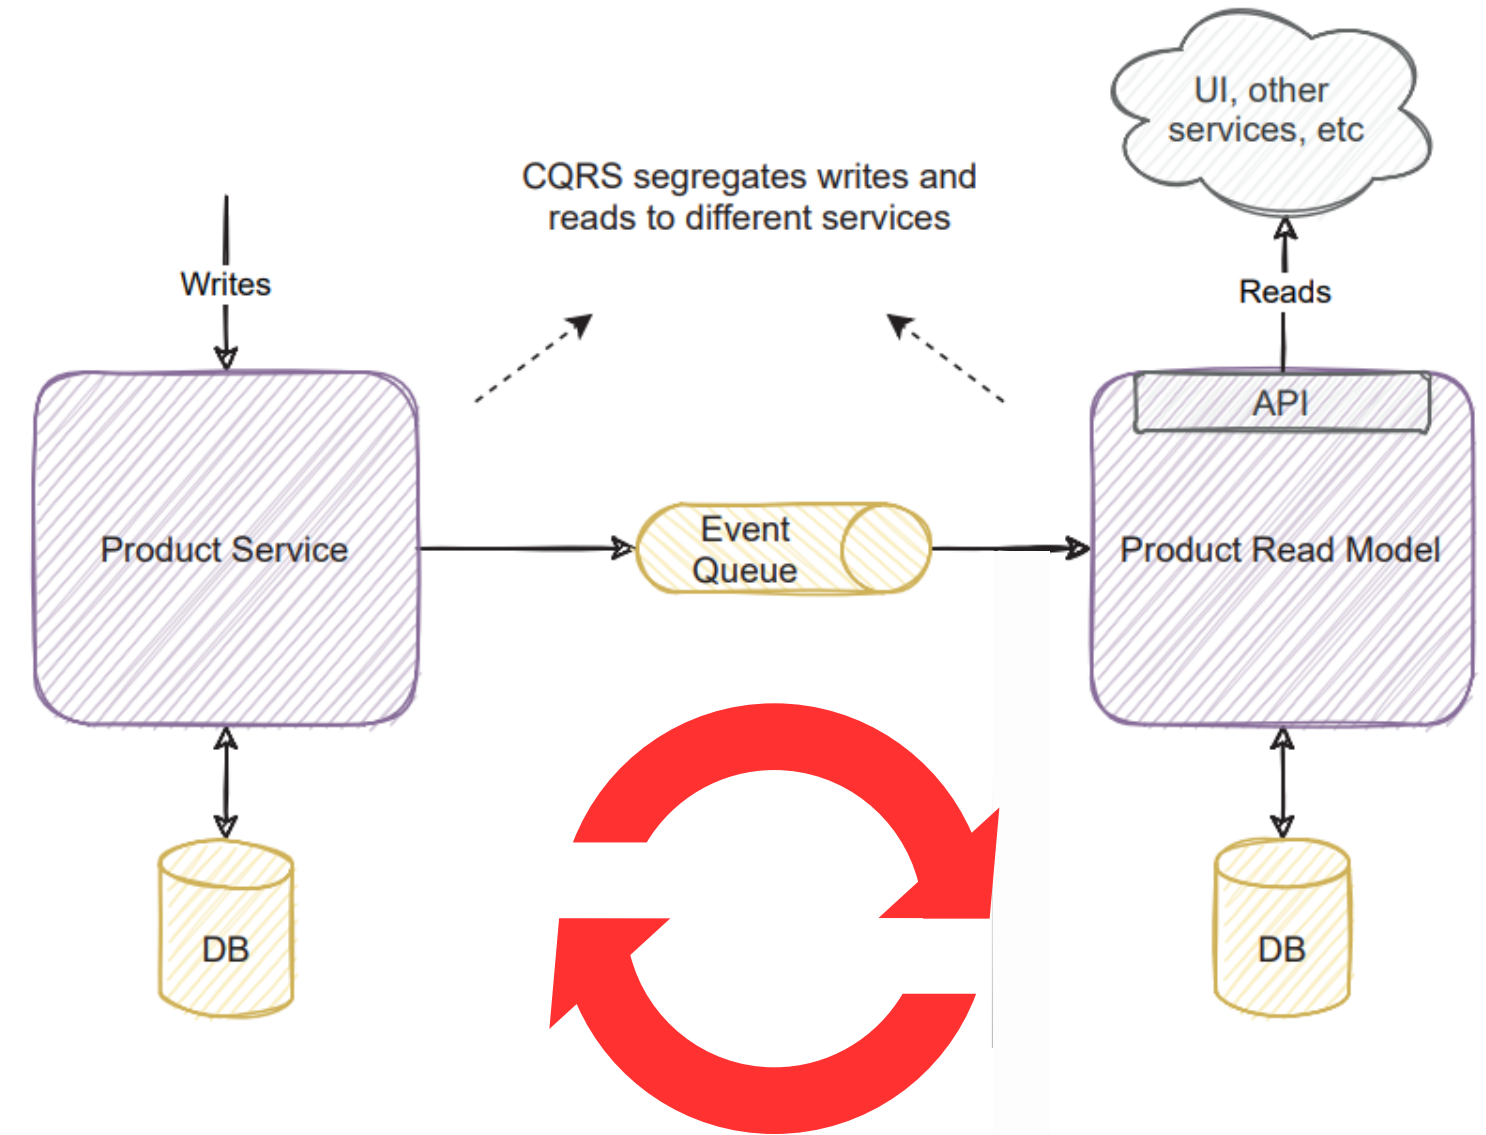 UI, other
services, etc
CQRS segregates writes and
reads to different services
Writes
Reads
API
Product Service
Event
Queue
Product Read Model
DB
DB